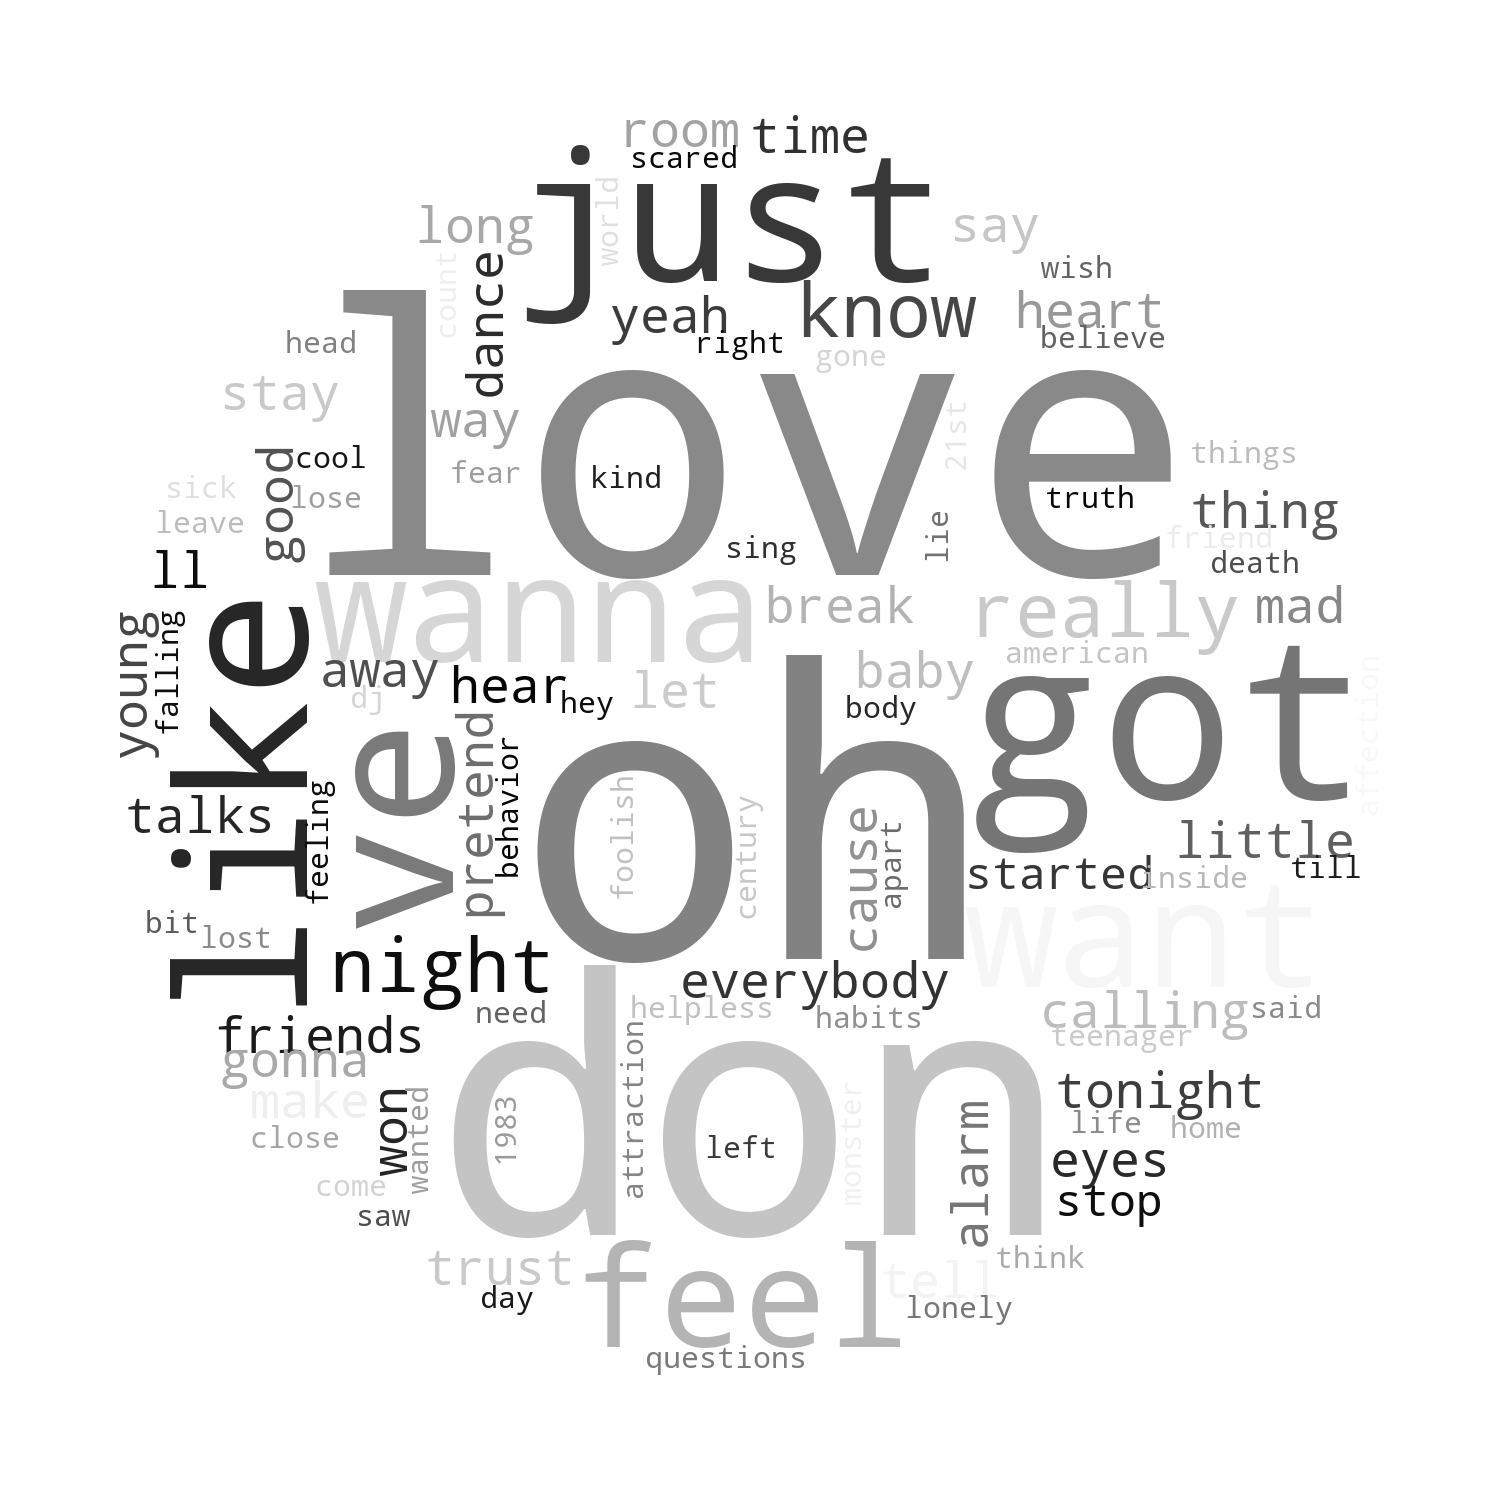 room
time
scared
just
world
long
say
count
dance
wish
yeah
know
heart
head
right
believe
gone
love
stay
way
21st
good
cool
fear
kind
things
sick
lose
truth
thing
leave
lie
friend
sing
ll
death
wanna
break
really
mad
young
falling
like
away
hear
hey
let
baby
american
dj
body
got
affection
ve
pretend
behavior
oh
talks
feeling
foolish
century
cause
apart
little
started
inside
till
bit
lost
night
want
everybody
need
helpless
habits
calling
said
friends
teenager
gonna
don
make
won
wanted
1983
attraction
monster
alarm
tonight
life
home
close
left
eyes
come
stop
saw
trust
feel
tell
think
day
lonely
questions